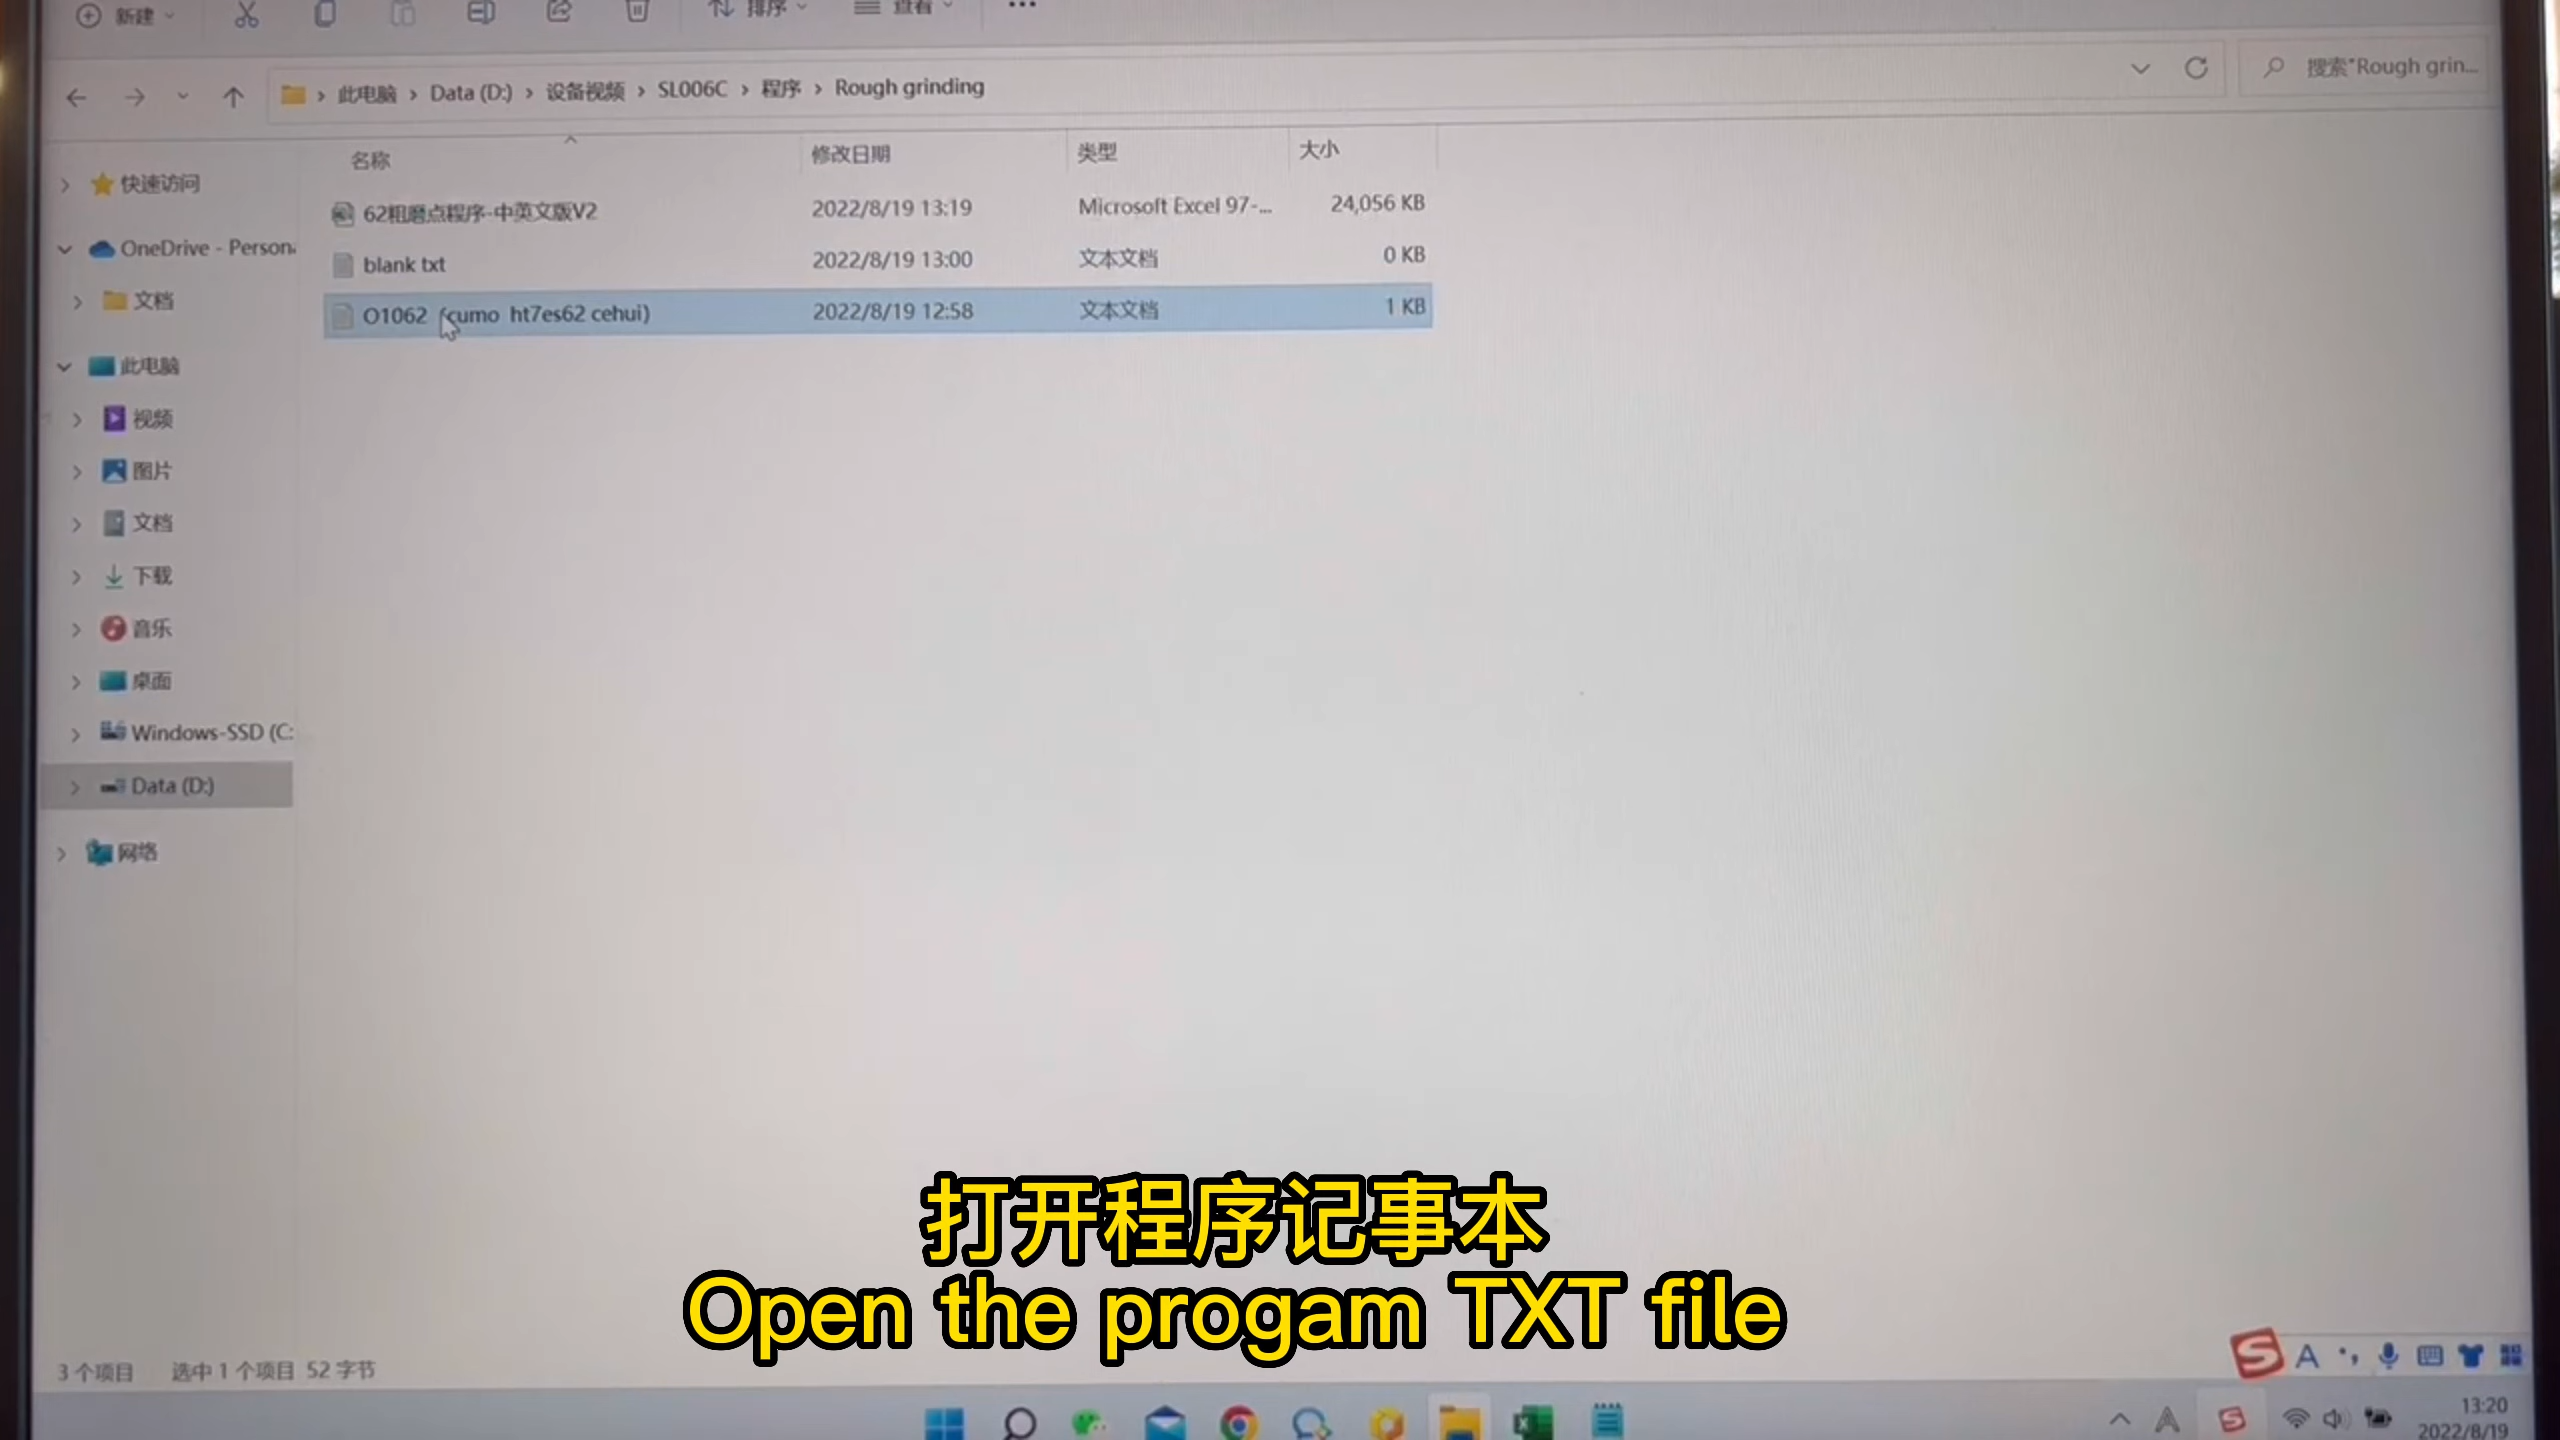 新建 排序 查看 ...
此电脑 > Data (D:) > 设备视频 > SL006C > 程序 > Rough grinding
搜索"Rough grin...
名称 修改日期 类型 大小
62粗磨点程序-中英文版V2 2022/8/19 13:19 Microsoft Excel 97-... 24,056 KB
blank txt 2022/8/19 13:00 文本文档 0 KB
O1062 (cumo ht7es62 cehui) 2022/8/19 12:58 文本文档 1 KB
快速访问
OneDrive - Persona
文档
此电脑
视频
图片
文档
下载
音乐
桌面
Windows-SSD (C:
Data (D:)
网络
打开程序记事本
Open the progam TXT file
3 个项目 选中 1 个项目 52 字节
A
13:20
2022/8/19